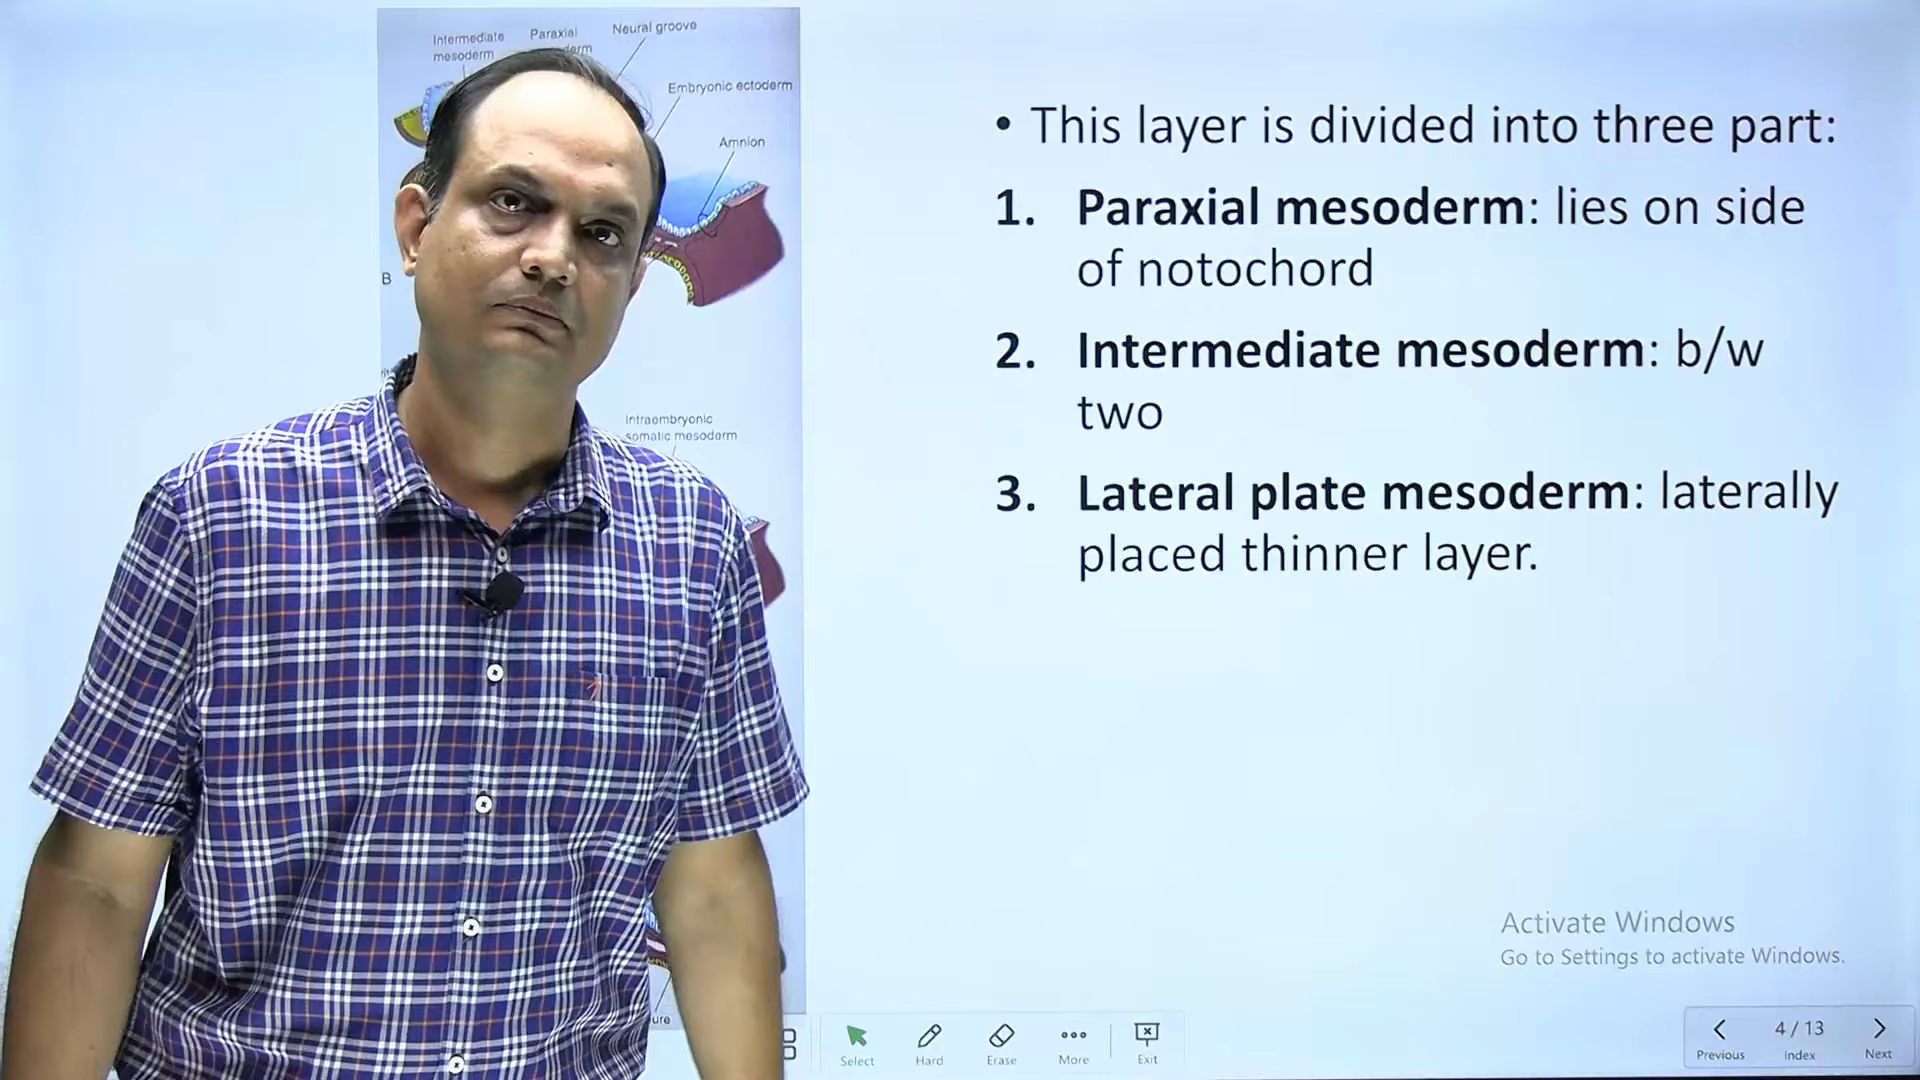 Intermediate
mesoderm
Paraxial
Neural groove
Embryonic ectoderm
Amnion
B
Intraembryonic
somatic mesoderm
• This layer is divided into three part:
1. Paraxial mesoderm: lies on side
of notochord
2. Intermediate mesoderm: b/w
two
3. Lateral plate mesoderm: laterally
placed thinner layer.
Activate Windows
Go to Settings to activate Windows.
Select
Hard
Erase
More
Exit
4 / 13
Previous
Index
Next